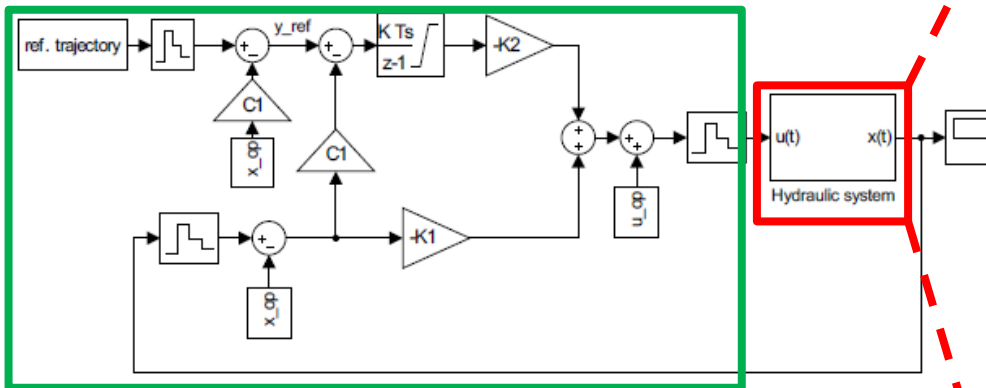 y_ref
ref. trajectory
+
−
+
−
K Ts
z-1
-K2
C1
x_op
C1
+
+
+
+
u_op
u(t)
x(t)
Hydraulic system
+
−
-K1
x_op